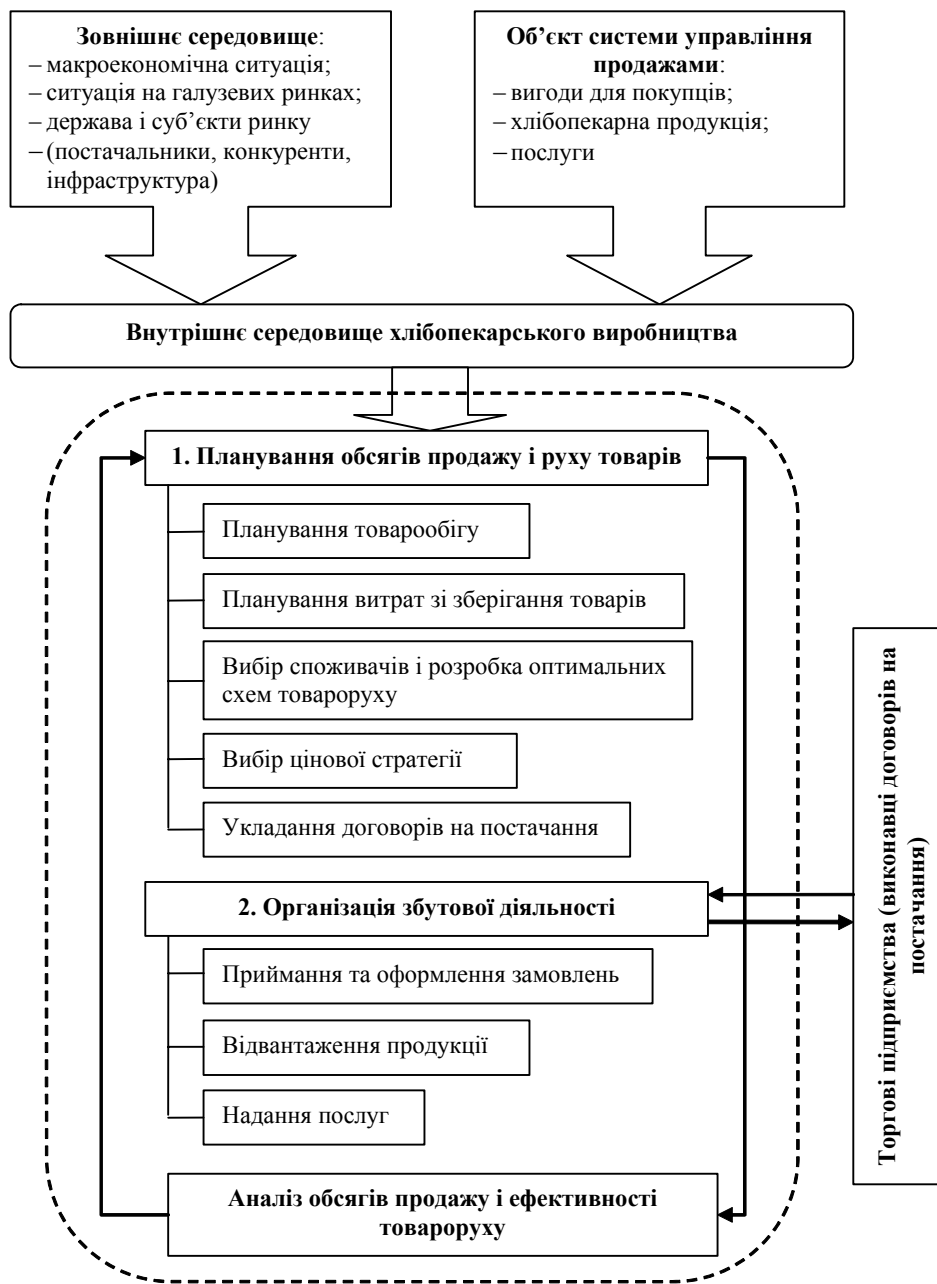 Зовнішнє середовище:
– макроекономічна ситуація;
– ситуація на галузевих ринках;
– держава і суб’єкти ринку
– (постачальники, конкуренти,
інфраструктура)
Об’єкт системи управління
продажами:
– вигоди для покупців;
– хлібопекарна продукція;
– послуги
Внутрішнє середовище хлібопекарського виробництва
1. Планування обсягів продажу і руху товарів
Планування товарообігу
Планування витрат зі зберігання товарів
Вибір споживачів і розробка оптимальних
схем товароруху
Вибір цінової стратегії
Укладання договорів на постачання
2. Організація збутової діяльності
Приймання та оформлення замовлень
Відвантаження продукції
Надання послуг
Аналіз обсягів продажу і ефективності
товароруху
Торгові підприємства (виконавці договорів на
постачання)